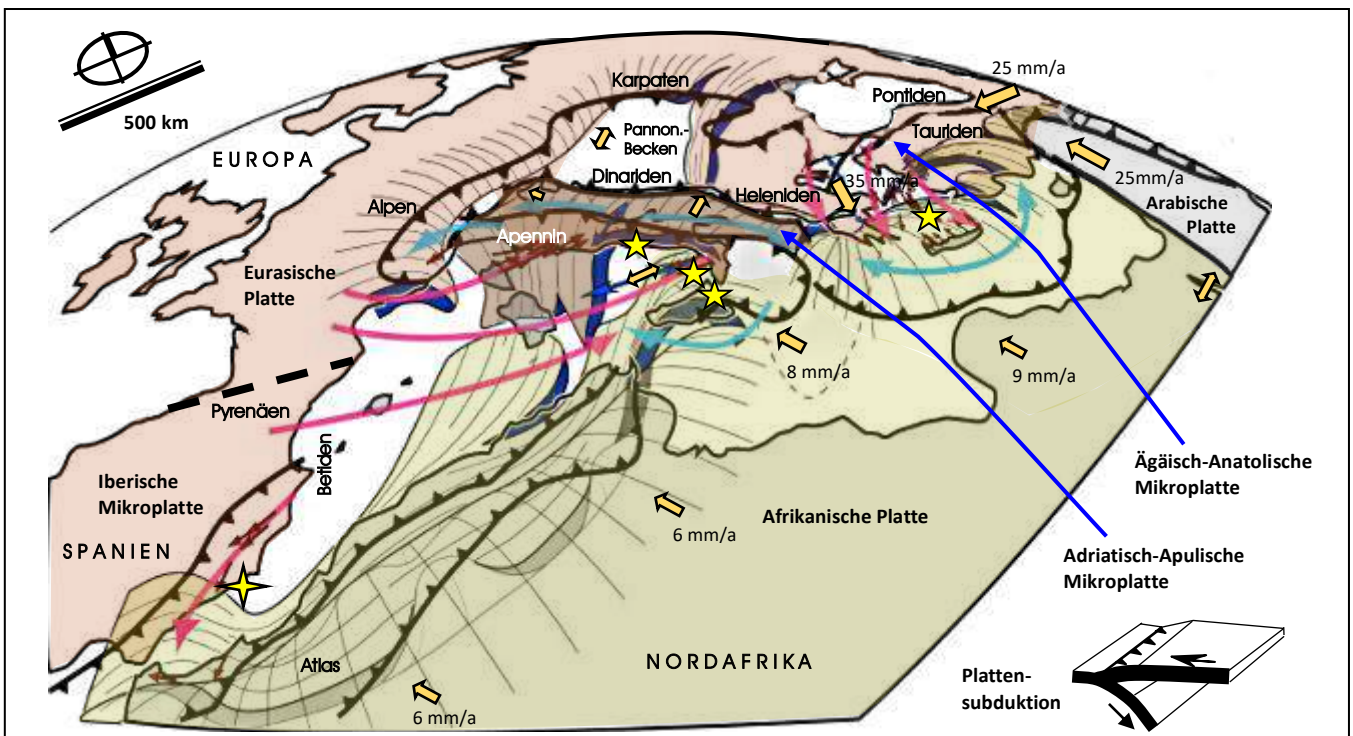 25 mm/a
Karpaten
Pontiden
500 km
Tauriden
Pannon.-
Becken
EUROPA
Dinariden
35 mm/a
25mm/a
Heleniden
Alpen
Arabische
Platte
Apennin
Eurasische
Platte
8 mm/a
9 mm/a
Pyrenäen
Betiden
Ägäisch-Anatolische
Mikroplatte
Iberische
Mikroplatte
Afrikanische Platte
6 mm/a
SPANIEN
Adriatisch-Apulische
Mikroplatte
Atlas
NORDAFRIKA
Platten-
subduktion
6 mm/a